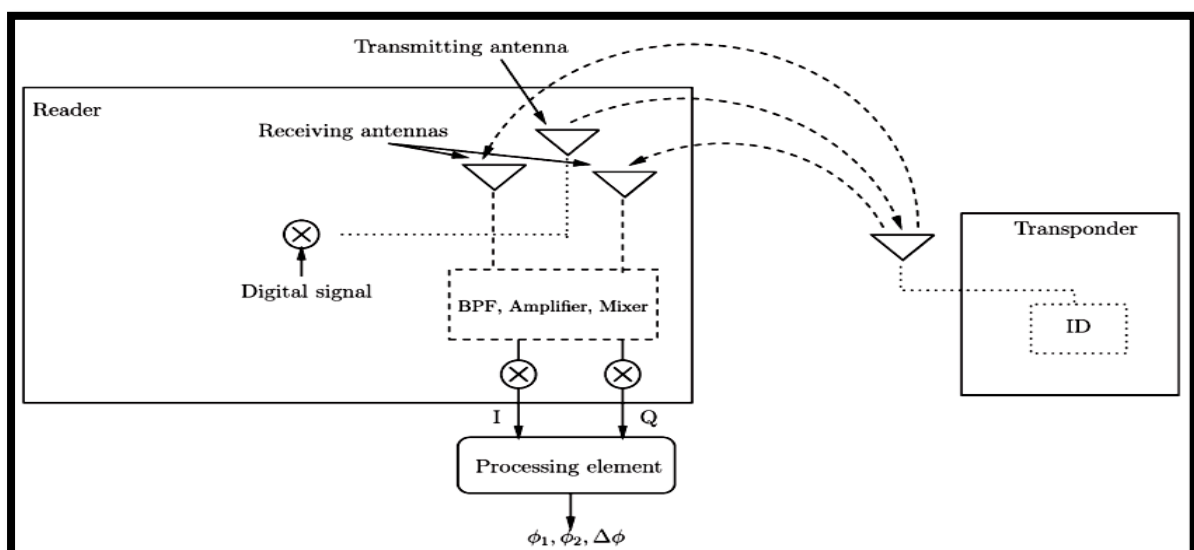 Transmitting antenna
Reader
Receiving antennas
Transponder
Digital signal
BPF, Amplifier, Mixer
ID
I
Q
Processing element
ϕ₁, ϕ₂, Δϕ